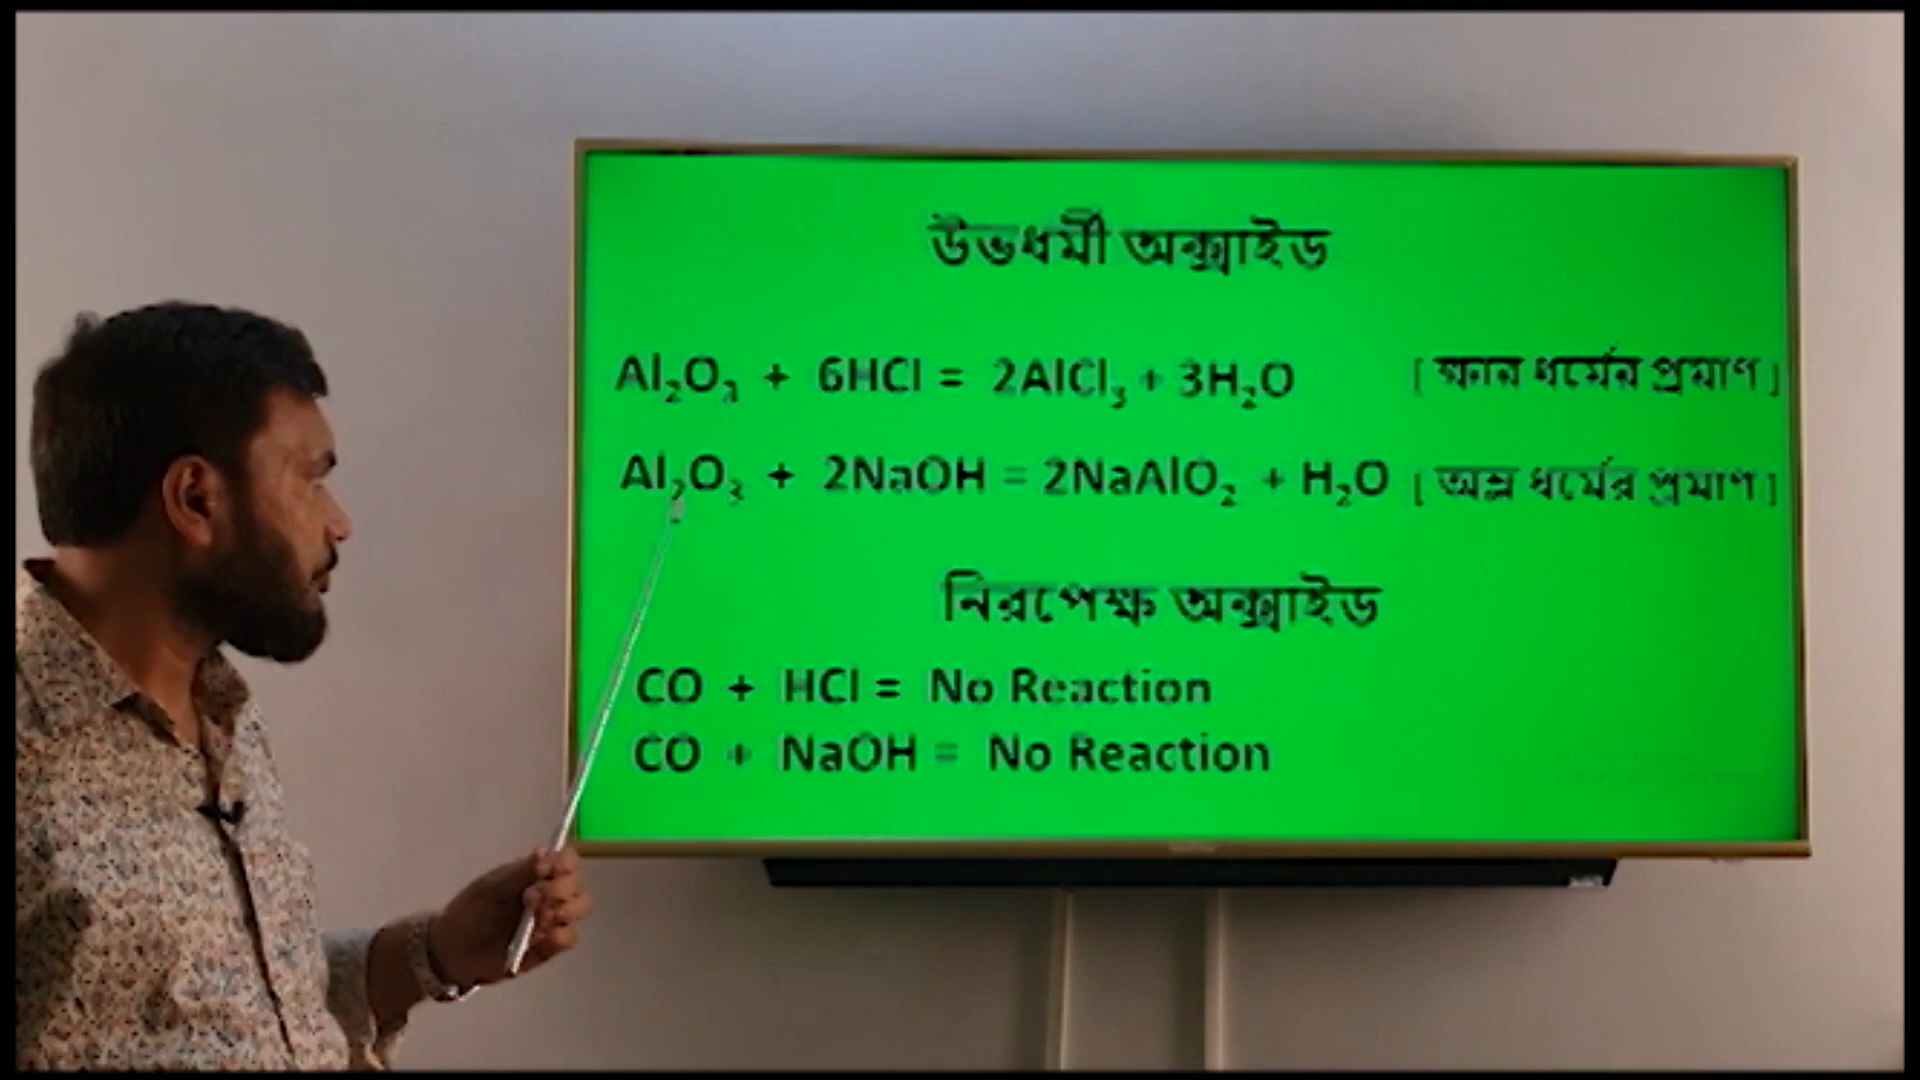 উভধর্মী অক্সাইড
Al₂O₃ + 6HCl = 2AlCl₃ + 3H₂O [ ক্ষার ধর্মের প্রমাণ ]
Al₂O₃ + 2NaOH = 2NaAlO₂ + H₂O [ অম্ল ধর্মের প্রমাণ ]
নিরপেক্ষ অক্সাইড
CO + HCl = No Reaction
CO + NaOH = No Reaction